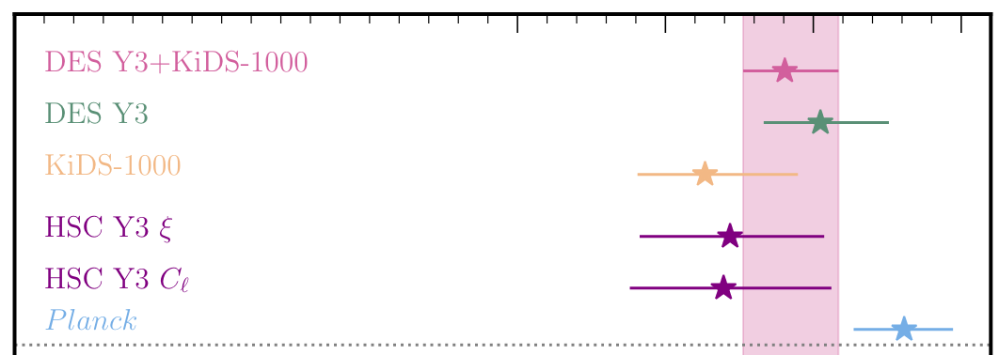 DES Y3+KiDS-1000
DES Y3
KiDS-1000
HSC Y3 ξ
HSC Y3 Cℓ
Planck